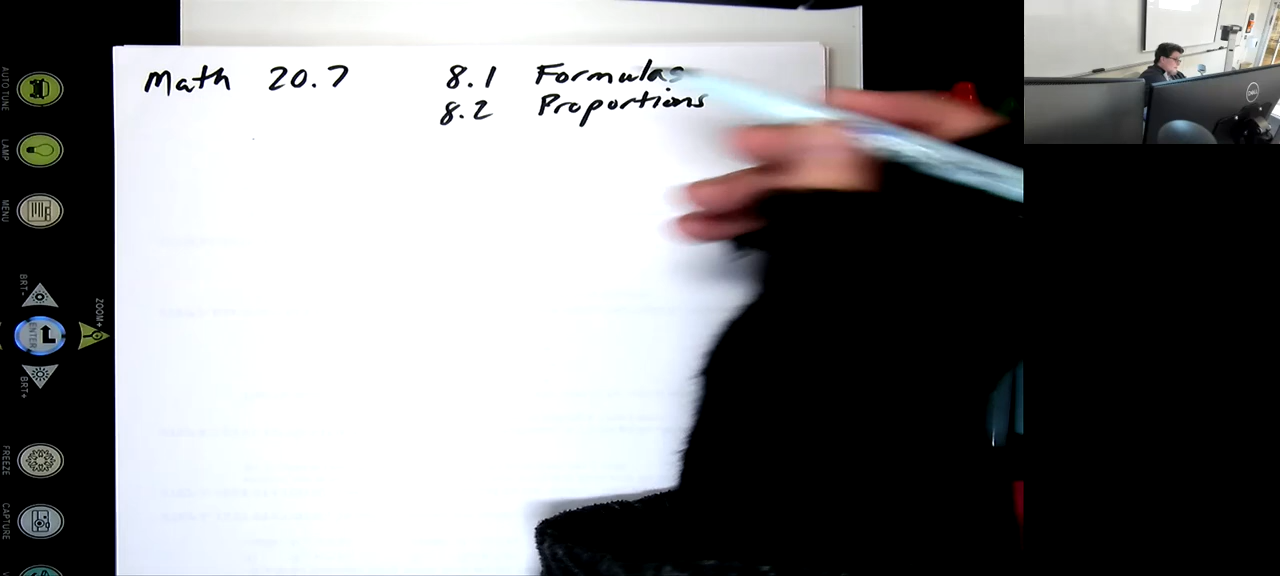 Math 20.7 8.1 Formulas
8.2 Proportions
AUTO TUNE
LAMP
MENU
BRT-
ZOOM+
ENTER
BRT+
FREEZE
CAPTURE
DELL